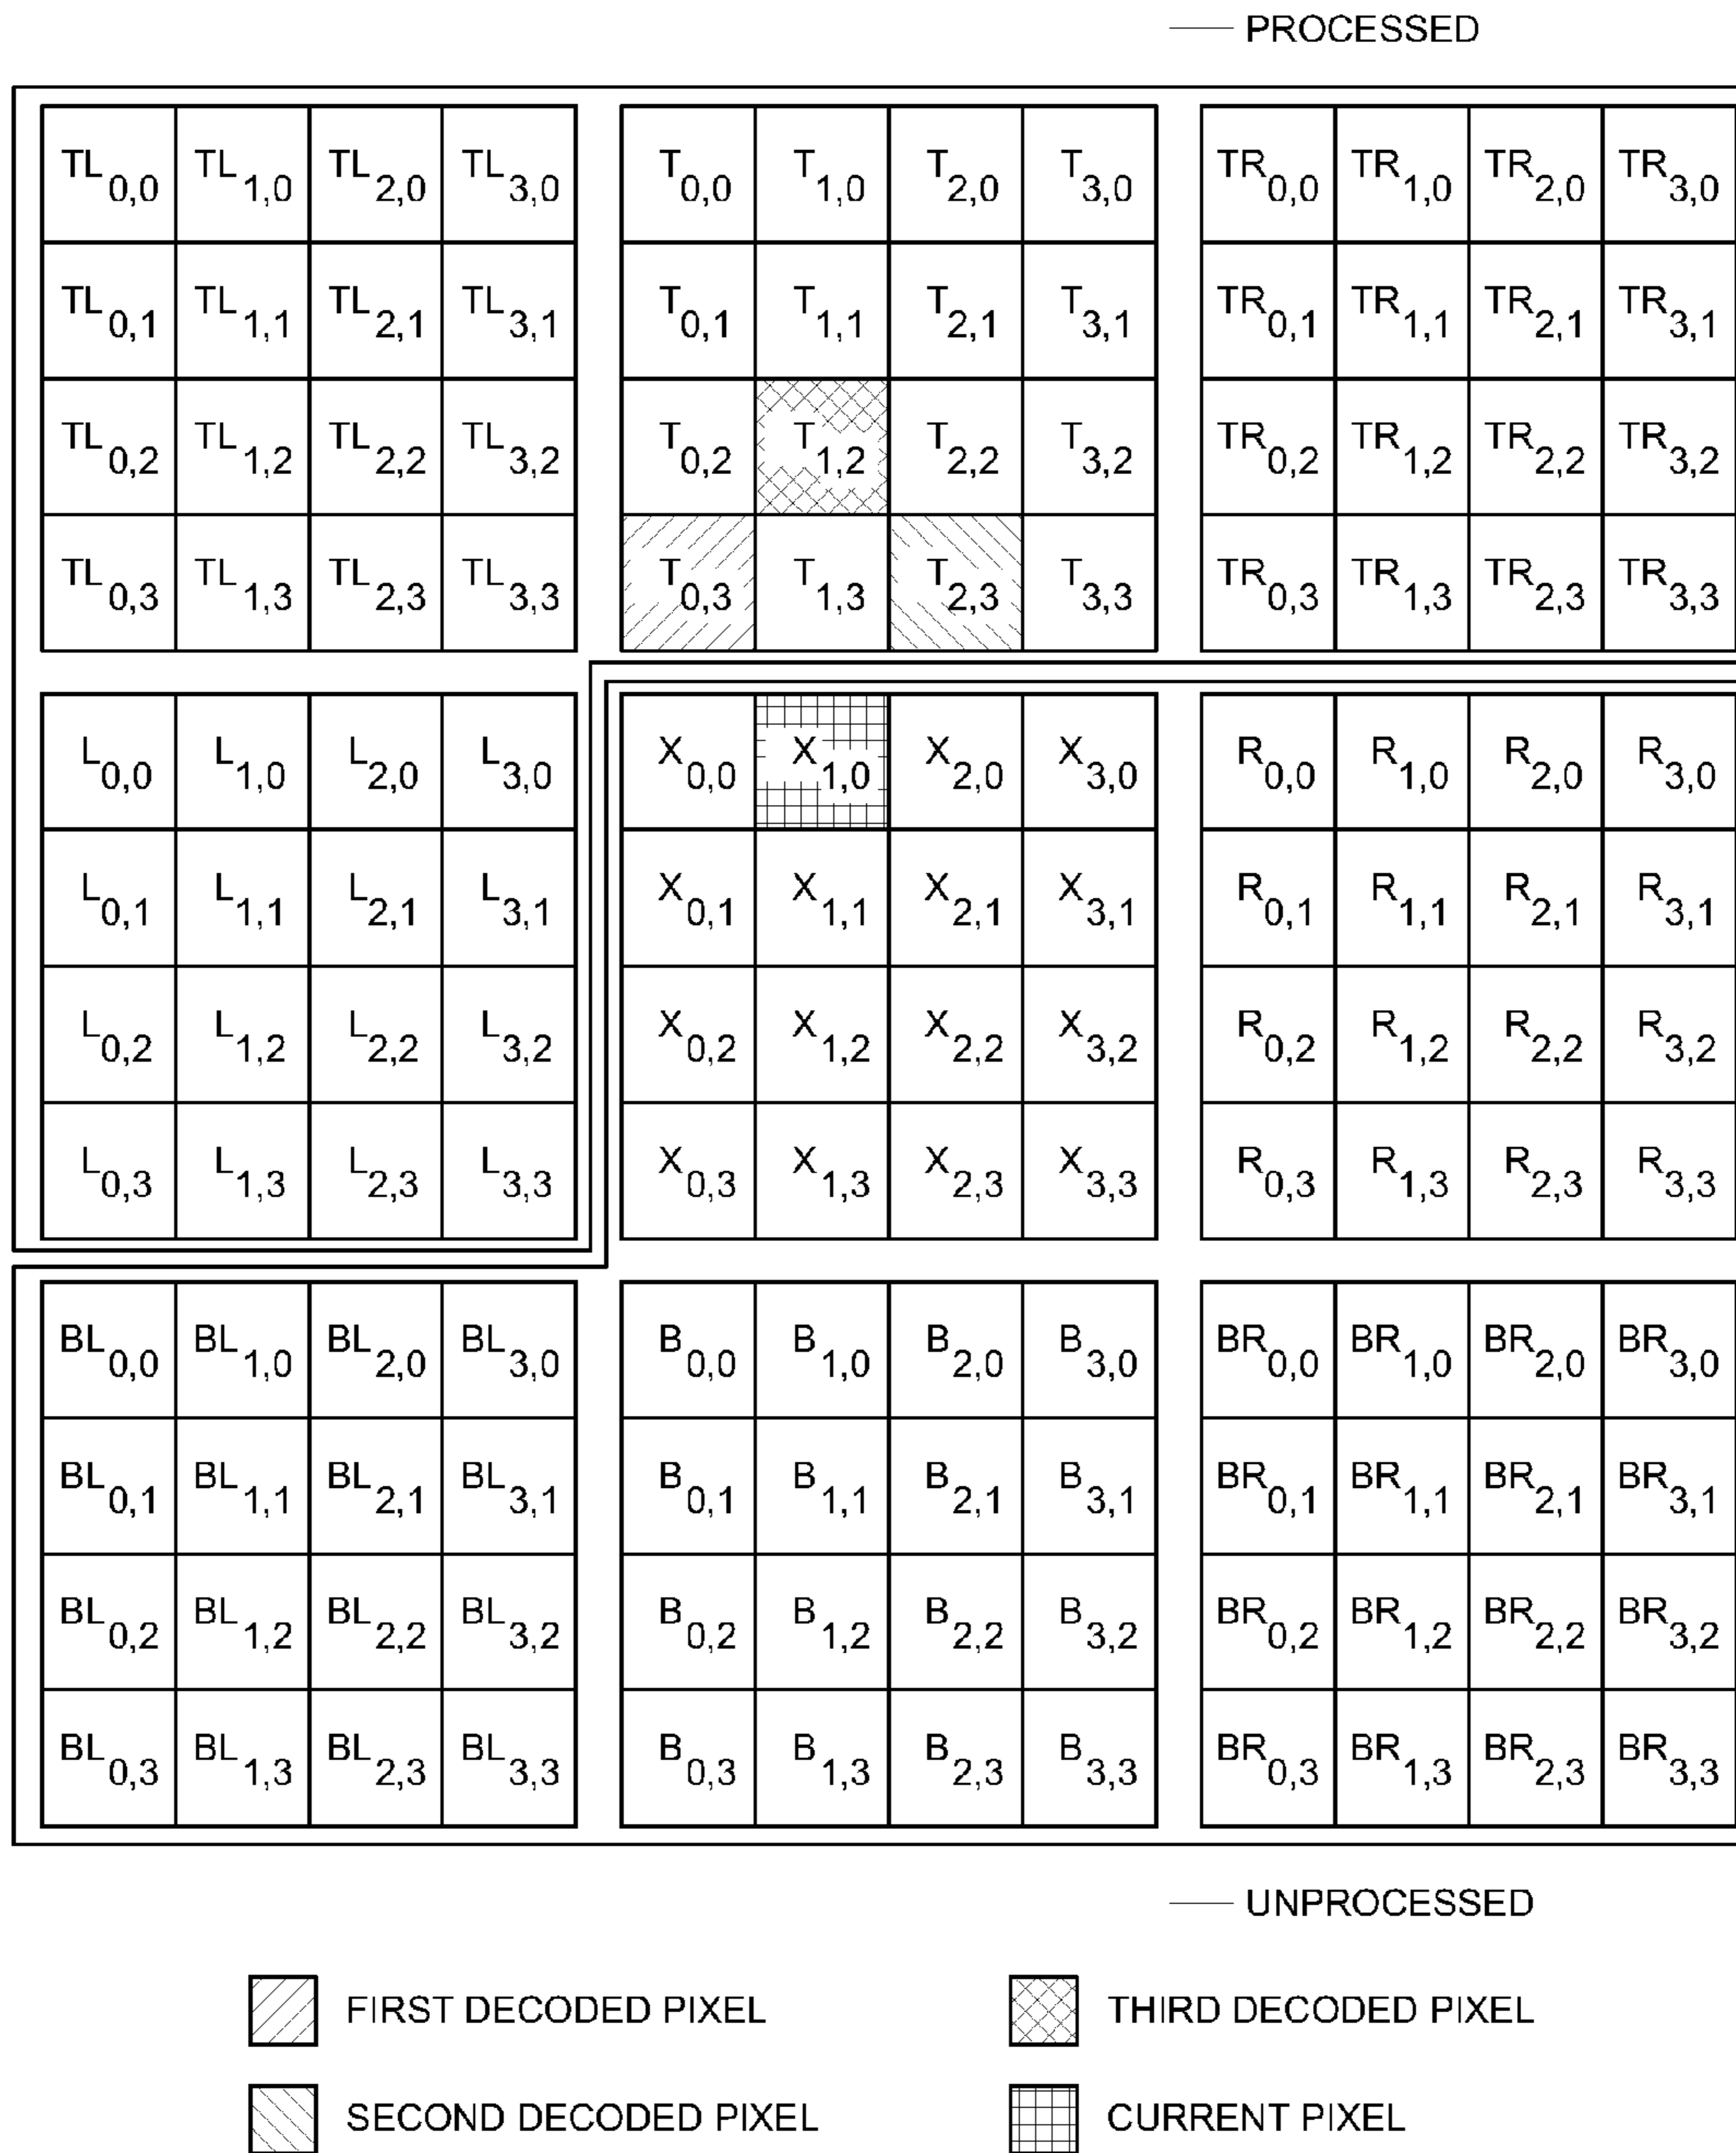 PROCESSED
TL0,0 TL1,0 TL2,0 TL3,0 T0,0 T1,0 T2,0 T3,0 TR0,0 TR1,0 TR2,0 TR3,0
TL0,1 TL1,1 TL2,1 TL3,1 T0,1 T1,1 T2,1 T3,1 TR0,1 TR1,1 TR2,1 TR3,1
TL0,2 TL1,2 TL2,2 TL3,2 T0,2 T1,2 T2,2 T3,2 TR0,2 TR1,2 TR2,2 TR3,2
TL0,3 TL1,3 TL2,3 TL3,3 T0,3 T1,3 T2,3 T3,3 TR0,3 TR1,3 TR2,3 TR3,3
L0,0 L1,0 L2,0 L3,0 X0,0 X1,0 X2,0 X3,0 R0,0 R1,0 R2,0 R3,0
L0,1 L1,1 L2,1 L3,1 X0,1 X1,1 X2,1 X3,1 R0,1 R1,1 R2,1 R3,1
L0,2 L1,2 L2,2 L3,2 X0,2 X1,2 X2,2 X3,2 R0,2 R1,2 R2,2 R3,2
L0,3 L1,3 L2,3 L3,3 X0,3 X1,3 X2,3 X3,3 R0,3 R1,3 R2,3 R3,3
BL0,0 BL1,0 BL2,0 BL3,0 B0,0 B1,0 B2,0 B3,0 BR0,0 BR1,0 BR2,0 BR3,0
BL0,1 BL1,1 BL2,1 BL3,1 B0,1 B1,1 B2,1 B3,1 BR0,1 BR1,1 BR2,1 BR3,1
BL0,2 BL1,2 BL2,2 BL3,2 B0,2 B1,2 B2,2 B3,2 BR0,2 BR1,2 BR2,2 BR3,2
BL0,3 BL1,3 BL2,3 BL3,3 B0,3 B1,3 B2,3 B3,3 BR0,3 BR1,3 BR2,3 BR3,3
UNPROCESSED
FIRST DECODED PIXEL
THIRD DECODED PIXEL
SECOND DECODED PIXEL
CURRENT PIXEL